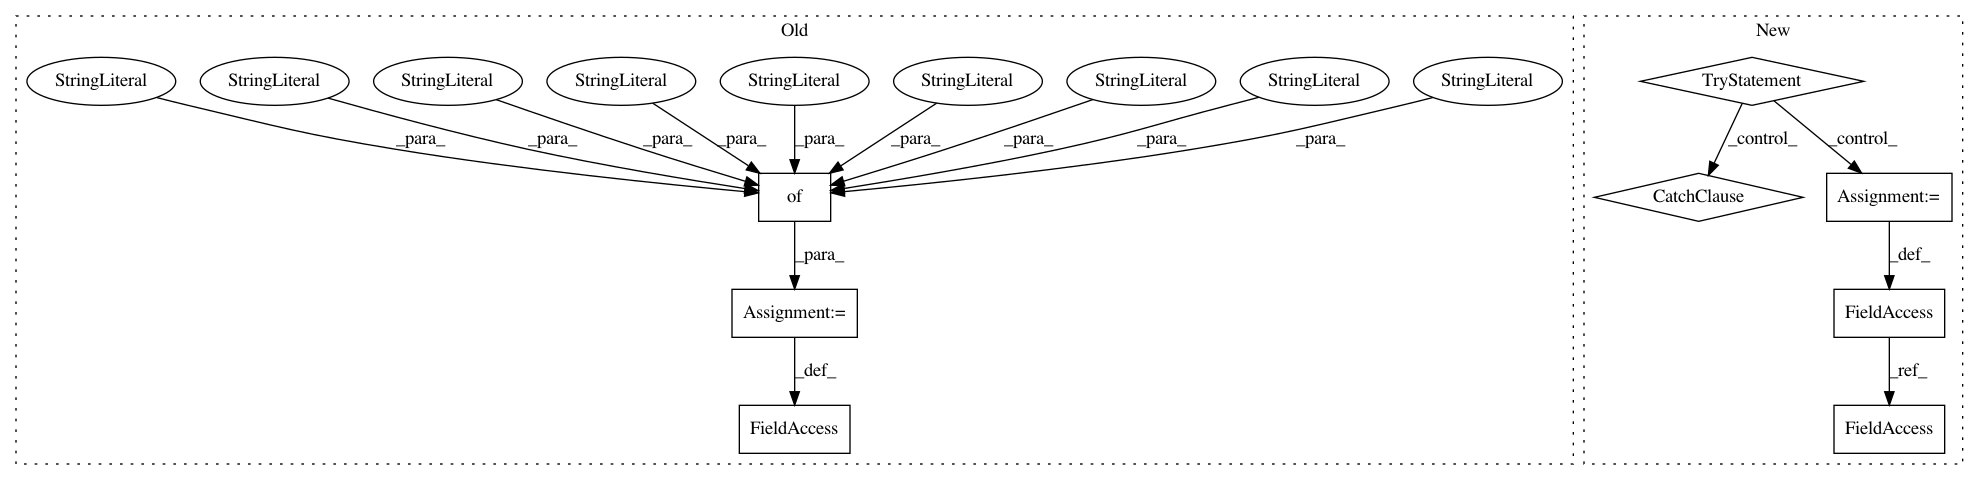 Old
New
StringLiteral StringLiteral StringLiteral StringLiteral StringLiteral StringLiteral StringLiteral StringLiteral StringLiteral
TryStatement
_para_ _para_ _para_ _para_ _para_ _para_ _para_ _para_ _para_
_control_ _control_
of
CatchClause
Assignment:=
_para_
_def_
Assignment:=
FieldAccess
_def_
_ref_
FieldAccess
FieldAccess